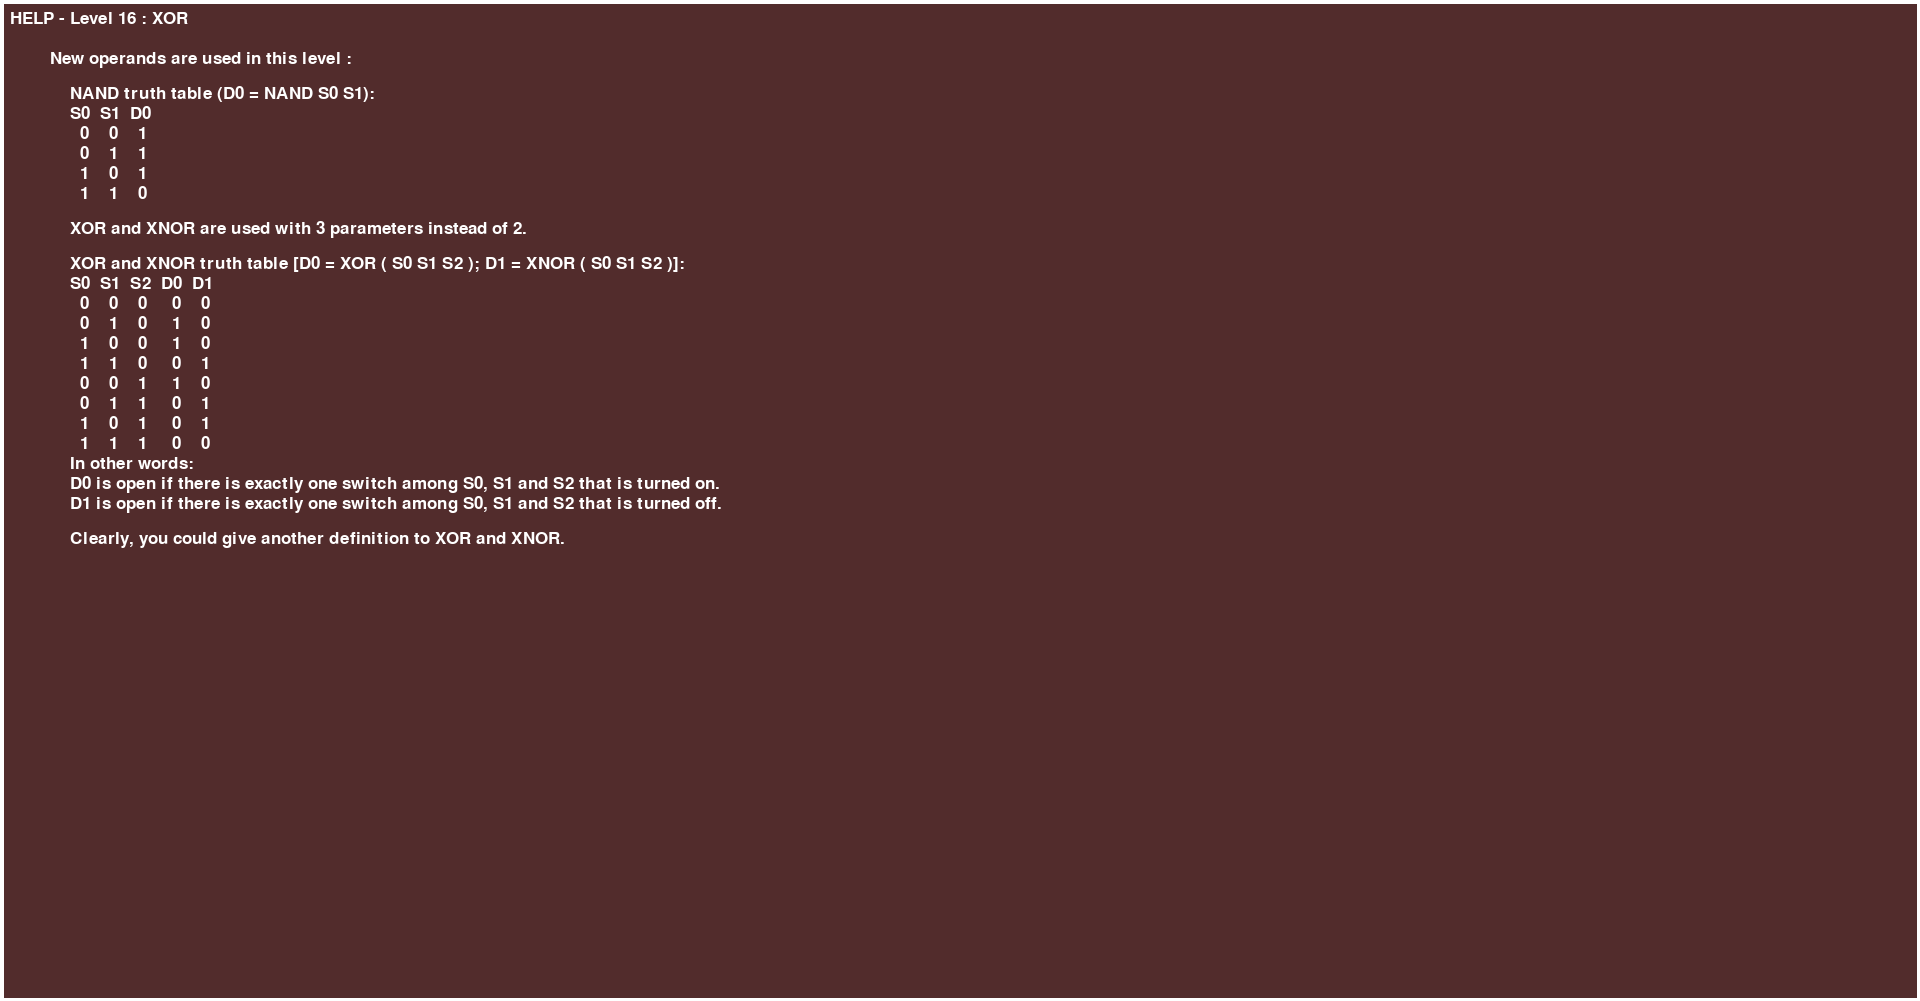 HELP - Level 16 : XOR
New operands are used in this level :
NAND truth table (D0 = NAND S0 S1):
S0 S1 D0
0 0 1
0 1 1
1 0 1
1 1 0
XOR and XNOR are used with 3 parameters instead of 2.
XOR and XNOR truth table [D0 = XOR ( S0 S1 S2 ); D1 = XNOR ( S0 S1 S2 )]:
S0 S1 S2 D0 D1
0 0 0 0 0
0 1 0 1 0
1 0 0 1 0
1 1 0 0 1
0 0 1 1 0
0 1 1 0 1
1 0 1 0 1
1 1 1 0 0
In other words:
D0 is open if there is exactly one switch among S0, S1 and S2 that is turned on.
D1 is open if there is exactly one switch among S0, S1 and S2 that is turned off.
Clearly, you could give another definition to XOR and XNOR.